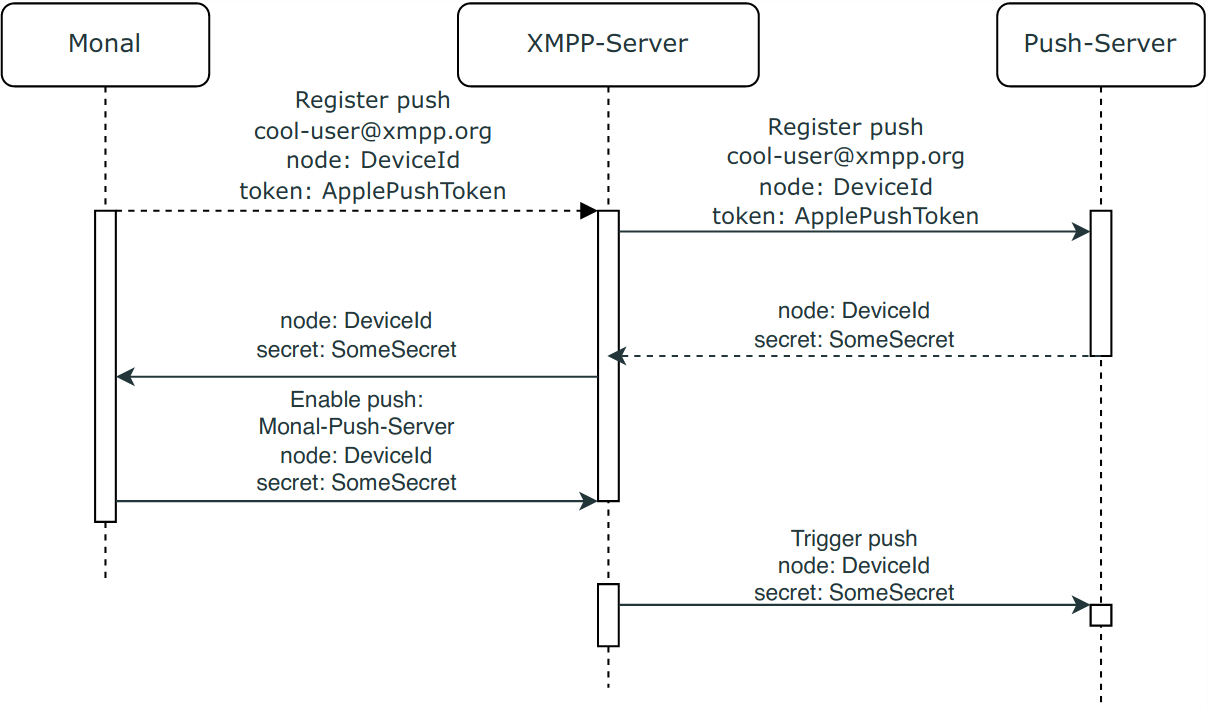 Monal
XMPP-Server
Push-Server
Register push
cool-user@xmpp.org
node: DeviceId
token: ApplePushToken
Register push
cool-user@xmpp.org
node: DeviceId
token: ApplePushToken
node: DeviceId
secret: SomeSecret
node: DeviceId
secret: SomeSecret
Enable push:
Monal-Push-Server
node: DeviceId
secret: SomeSecret
Trigger push
node: DeviceId
secret: SomeSecret